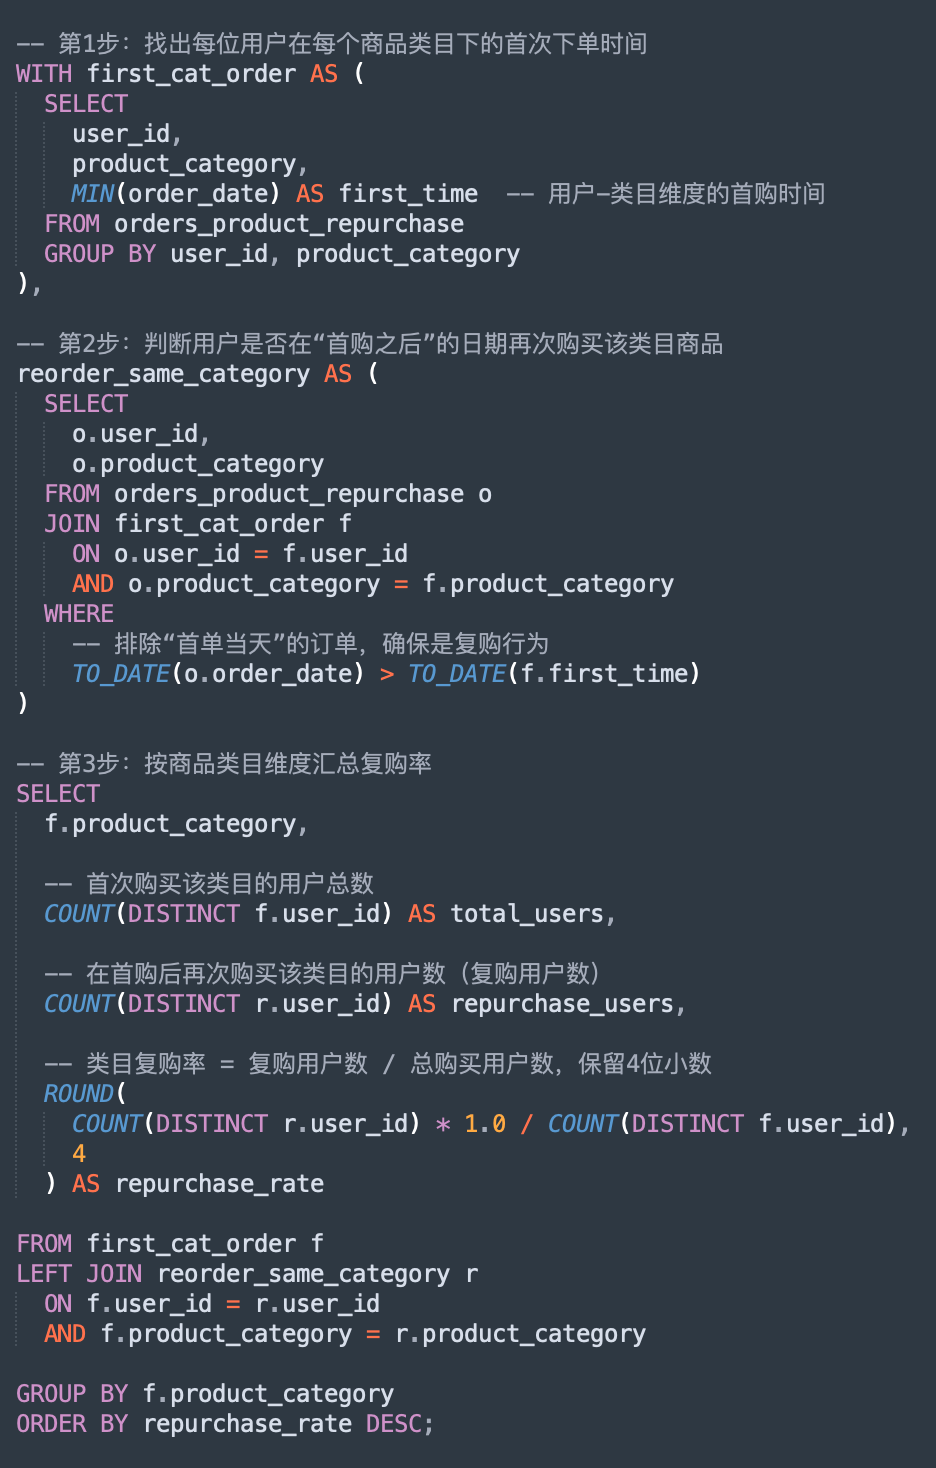 -- 第1步：找出每位用户在每个商品类目下的首次下单时间
WITH first_cat_order AS (
SELECT
user_id,
product_category,
MIN(order_date) AS first_time -- 用户-类目维度的首购时间
FROM orders_product_repurchase
GROUP BY user_id, product_category
),
-- 第2步：判断用户是否在“首购之后”的日期再次购买该类目商品
reorder_same_category AS (
SELECT
o.user_id,
o.product_category
FROM orders_product_repurchase o
JOIN first_cat_order f
ON o.user_id = f.user_id
AND o.product_category = f.product_category
WHERE
-- 排除“首单当天”的订单，确保是复购行为
TO_DATE(o.order_date) > TO_DATE(f.first_time)
)
-- 第3步：按商品类目维度汇总复购率
SELECT
f.product_category,
-- 首次购买该类目的用户总数
COUNT(DISTINCT f.user_id) AS total_users,
-- 在首购后再次购买该类目的用户数（复购用户数）
COUNT(DISTINCT r.user_id) AS repurchase_users,
-- 类目复购率 = 复购用户数 / 总购买用户数，保留4位小数
ROUND(
COUNT(DISTINCT r.user_id) * 1.0 / COUNT(DISTINCT f.user_id),
4
) AS repurchase_rate
FROM first_cat_order f
LEFT JOIN reorder_same_category r
ON f.user_id = r.user_id
AND f.product_category = r.product_category
GROUP BY f.product_category
ORDER BY repurchase_rate DESC;